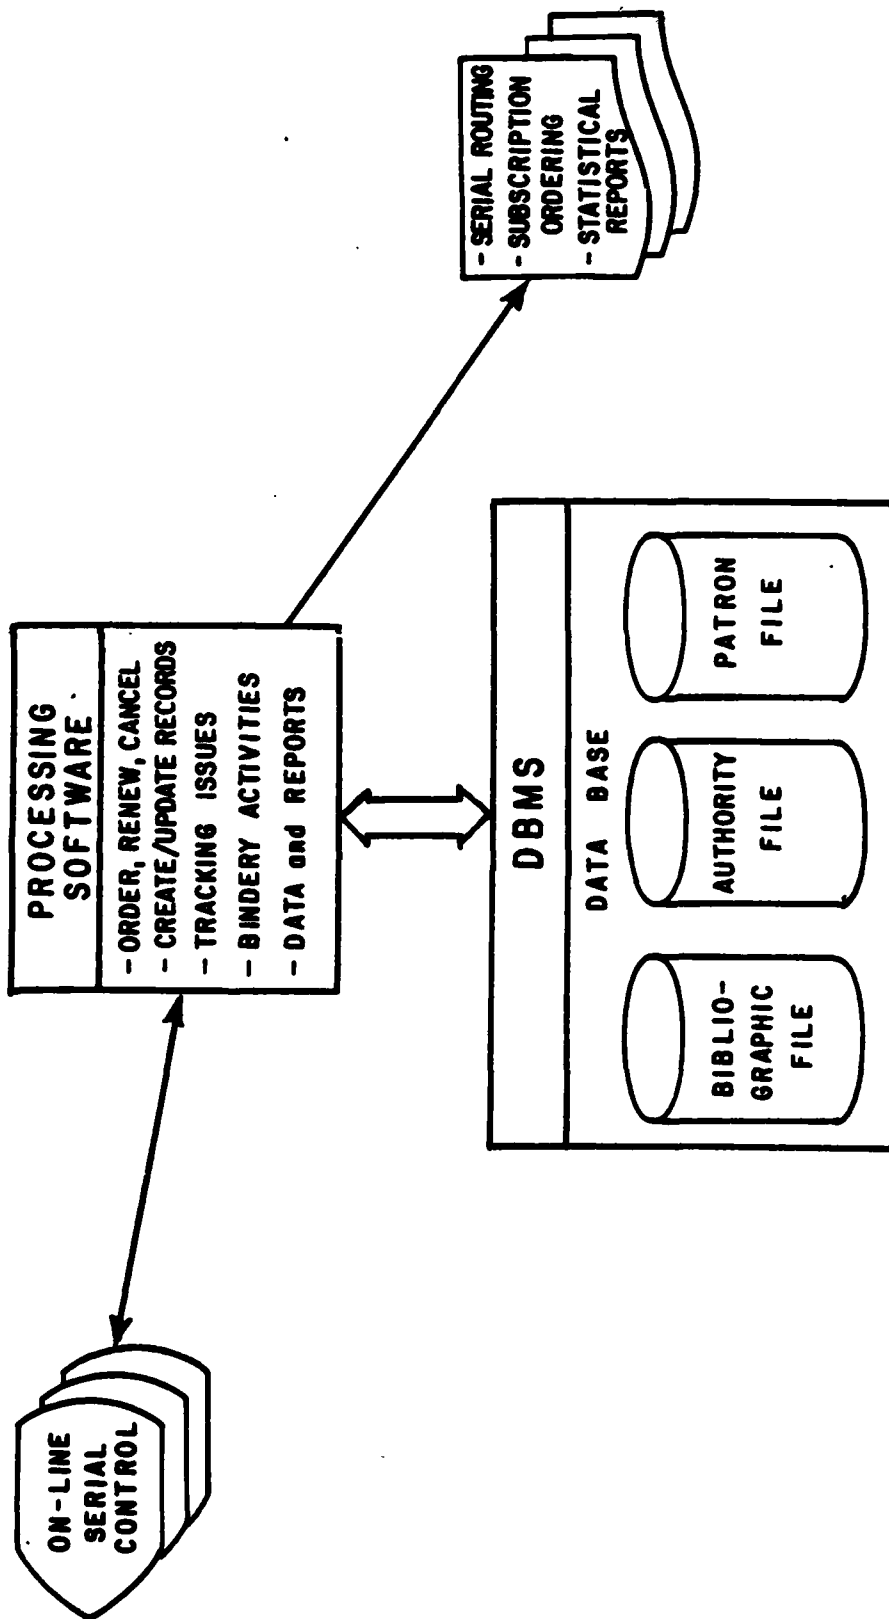 ON-LINE
SERIAL
CONTROL
PROCESSING
SOFTWARE
- ORDER, RENEW, CANCEL
- CREATE/UPDATE RECORDS
- TRACKING ISSUES
- BINDERY ACTIVITIES
- DATA and REPORTS
- SERIAL ROUTING
- SUBSCRIPTION
ORDERING
- STATISTICAL
REPORTS
DBMS
DATA BASE
BIBLIO-
GRAPHIC
FILE
AUTHORITY
FILE
PATRON
FILE